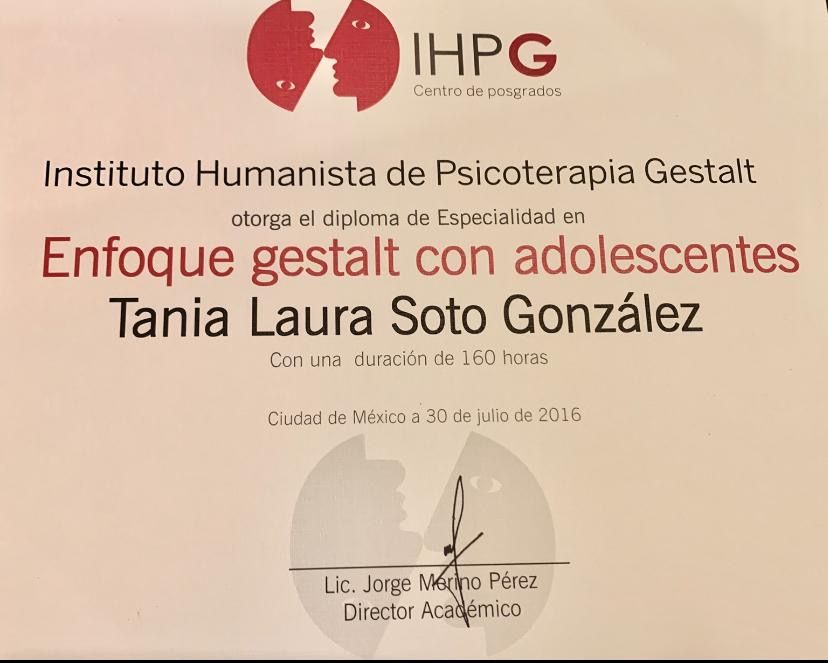 IHPG
Centro de posgrados
Instituto Humanista de Psicoterapia Gestalt
otorga el diploma de Especialidad en
Enfoque gestalt con adolescentes
Tania Laura Soto González
Con una duración de 160 horas
Ciudad de México a 30 de julio de 2016
Lic. Jorge Merino Pérez
Director Académico